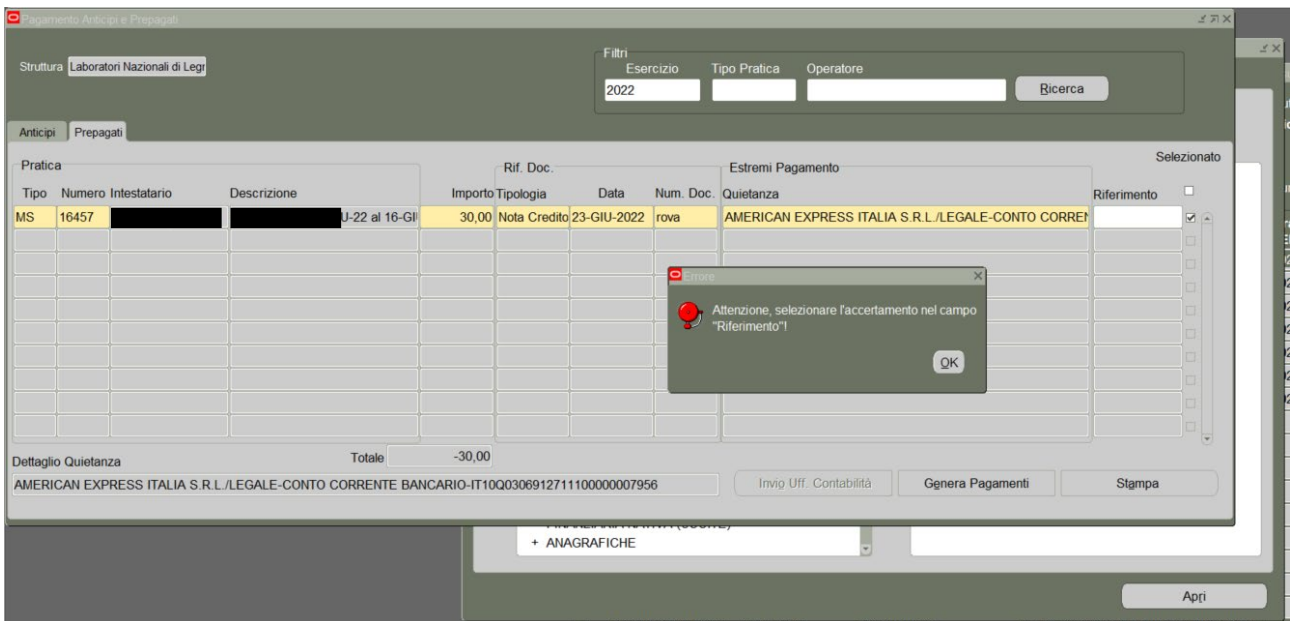 Pagamento Anticipi e Prepagati
Struttura Laboratori Nazionali di Legr
Filtri
Esercizio Tipo Pratica Operatore
2022 Ricerca
Anticipi Prepagati
Selezionato
Pratica Rif. Doc. Estremi Pagamento
Tipo Numero Intestatario Descrizione Importo Tipologia Data Num. Doc. Quietanza Riferimento
MS 16457 U-22 al 16-GIU 30,00 Nota Credito 23-GIU-2022 rova AMERICAN EXPRESS ITALIA S.R.L./LEGALE-CONTO CORREN
Errore
Attenzione, selezionare l'accertamento nel campo
"Riferimento"!
OK
Totale -30,00
Dettaglio Quietanza
AMERICAN EXPRESS ITALIA S.R.L./LEGALE-CONTO CORRENTE BANCARIO-IT10Q0306912711100000007956
Invio Uff. Contabilità Genera Pagamenti Stampa
+ ANAGRAFICHE
Apri